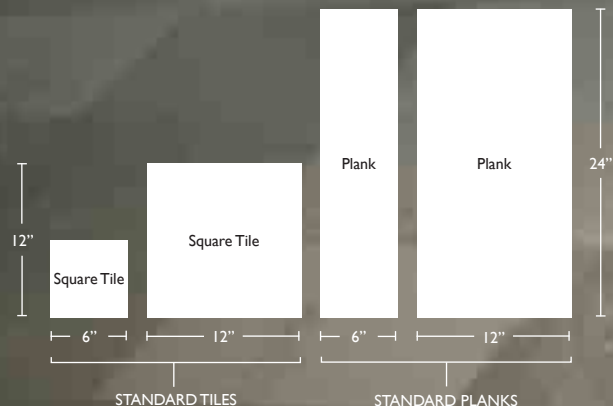 Plank
Plank
24”
12”
Square Tile
Square Tile
6”
12”
6”
12”
STANDARD TILES
STANDARD PLANKS